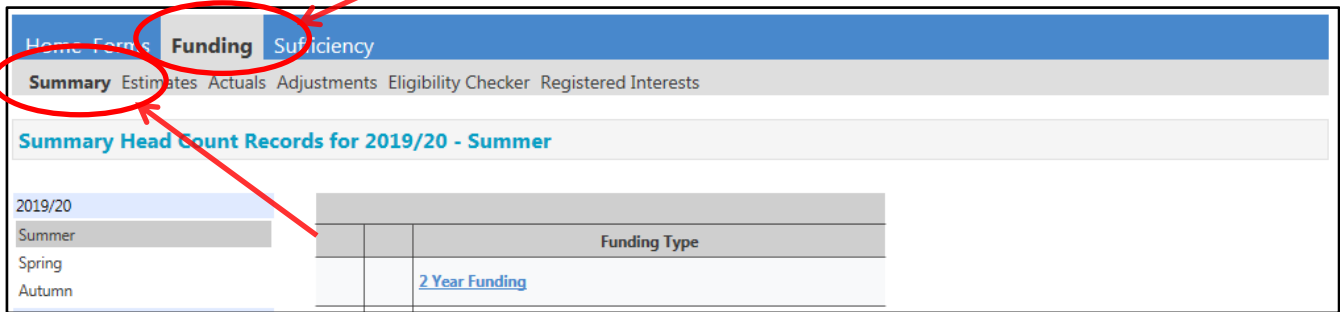 Home Forms Funding Sufficiency
Summary Estimates Actuals Adjustments Eligibility Checker Registered Interests
Summary Head Count Records for 2019/20 - Summer
2019/20
Summer
Funding Type
Spring
2 Year Funding
Autumn